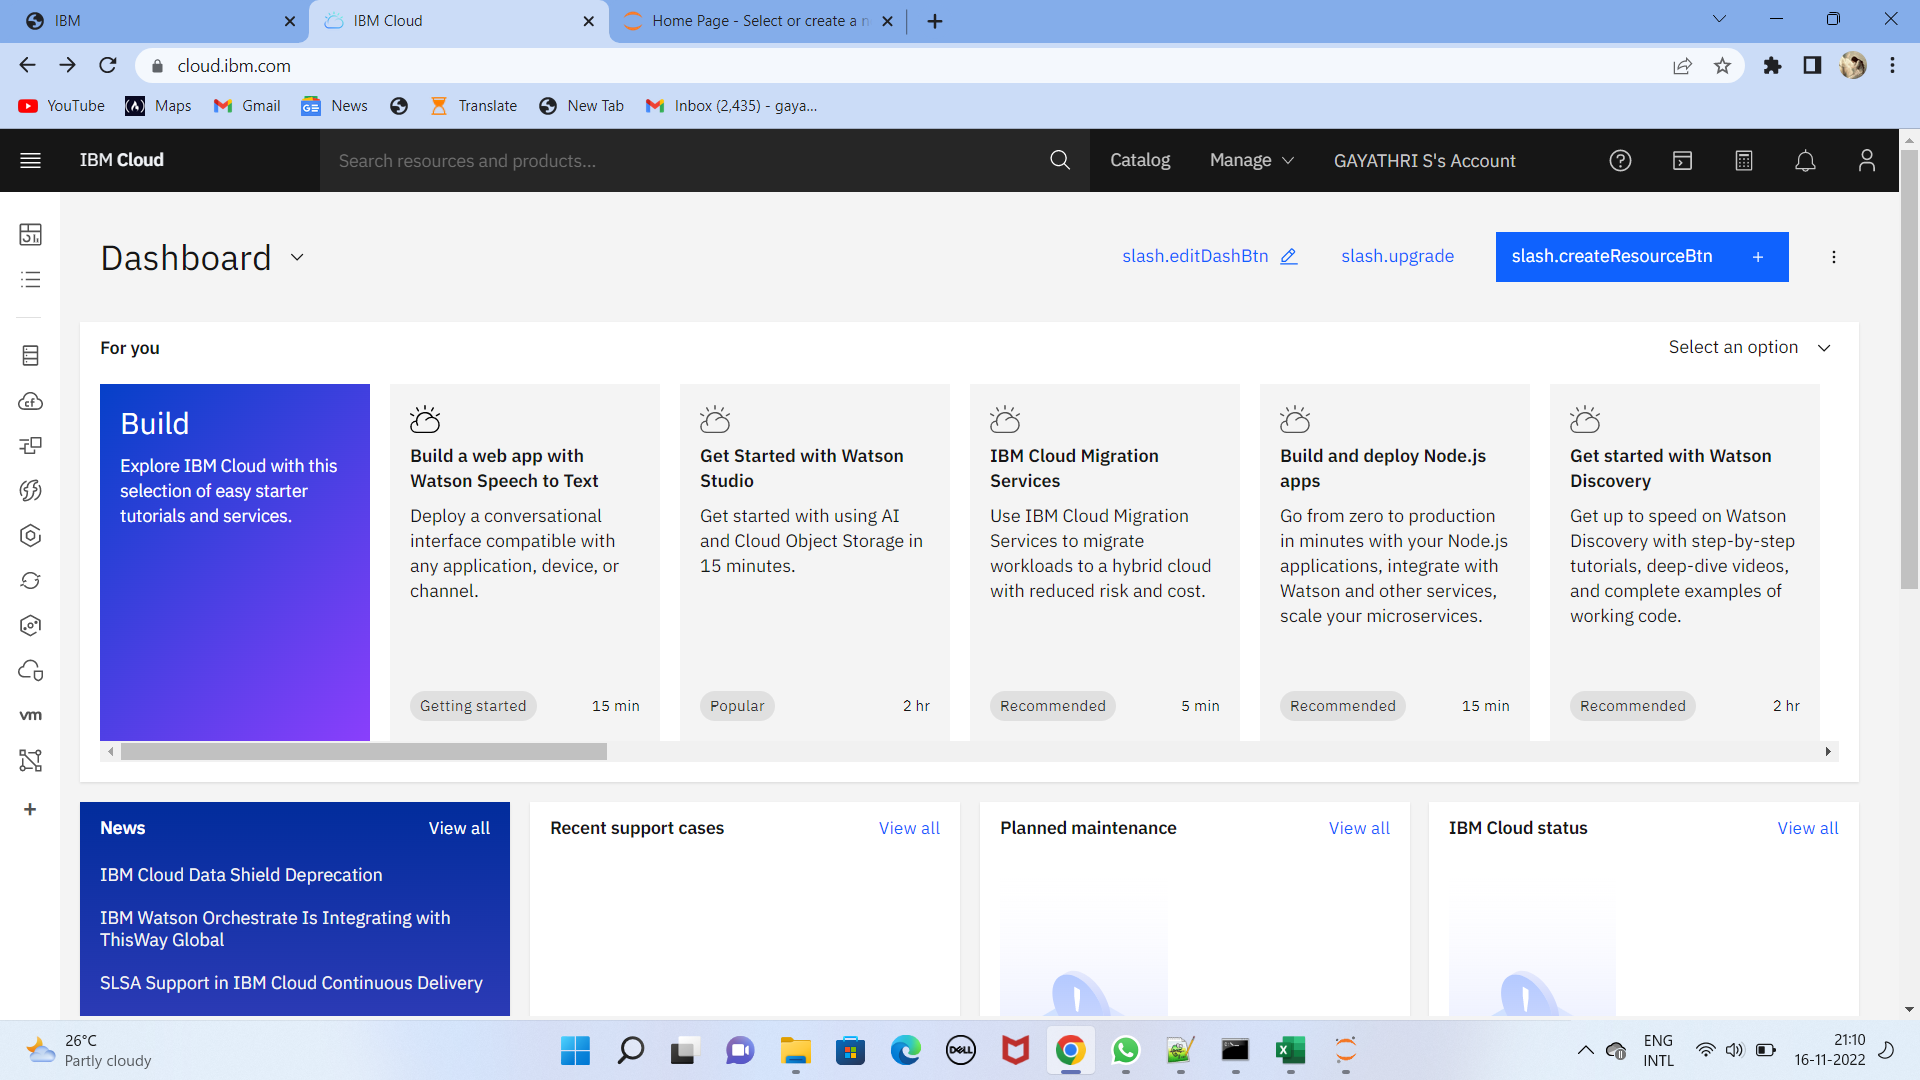 IBM
IBM Cloud
Home Page - Select or create a n
cloud.ibm.com
YouTube
Maps
Gmail
News
Translate
New Tab
Inbox (2,435) - gaya...
IBM Cloud
Search resources and products...
Catalog
Manage
GAYATHRI S's Account
Dashboard
slash.editDashBtn
slash.upgrade
slash.createResourceBtn +
For you
Select an option
Build
Explore IBM Cloud with this
selection of easy starter
tutorials and services.
Build a web app with
Watson Speech to Text
Deploy a conversational
interface compatible with
any application, device, or
channel.
Getting started 15 min
Get Started with Watson
Studio
Get started with using AI
and Cloud Object Storage in
15 minutes.
Popular 2 hr
IBM Cloud Migration
Services
Use IBM Cloud Migration
Services to migrate
workloads to a hybrid cloud
with reduced risk and cost.
Recommended 5 min
Build and deploy Node.js
apps
Go from zero to production
in minutes with your Node.js
applications, integrate with
Watson and other services,
scale your microservices.
Recommended 15 min
Get started with Watson
Discovery
Get up to speed on Watson
Discovery with step-by-step
tutorials, deep-dive videos,
and complete examples of
working code.
Recommended 2 hr
cf
vm
News View all
IBM Cloud Data Shield Deprecation
IBM Watson Orchestrate Is Integrating with
ThisWay Global
SLSA Support in IBM Cloud Continuous Delivery
Recent support cases View all
Planned maintenance View all
IBM Cloud status View all
26°C
Partly cloudy
DELL
ENG
INTL
21:10
16-11-2022